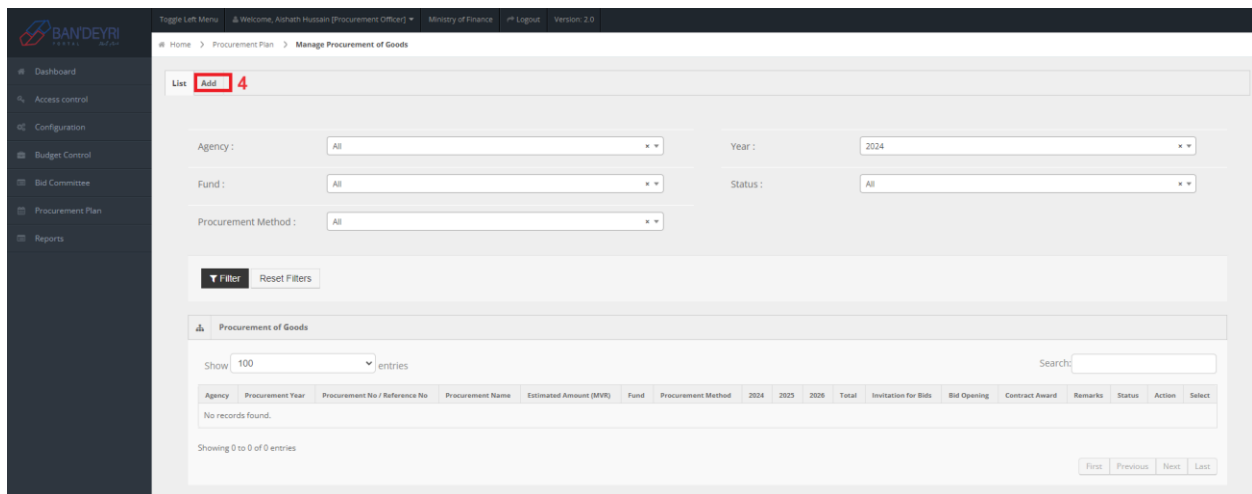 BAN'DEYRI
PORTAL
Toggle Left Menu Welcome, Aishath Hussain [Procurement Officer] Ministry of Finance Logout Version: 2.0
Home > Procurement Plan > Manage Procurement of Goods
Dashboard
Access control
Configuration
Budget Control
Bid Committee
Procurement Plan
Reports
List Add 4
Agency : All × Year : 2024 ×
Fund : All × Status : All ×
Procurement Method : All ×
Filter Reset Filters
Procurement of Goods
Show 100 entries Search:
Agency Procurement Year Procurement No / Reference No Procurement Name Estimated Amount (MVR) Fund Procurement Method 2024 2025 2026 Total Invitation for Bids Bid Opening Contract Award Remarks Status Action Select
No records found.
Showing 0 to 0 of 0 entries
First Previous Next Last